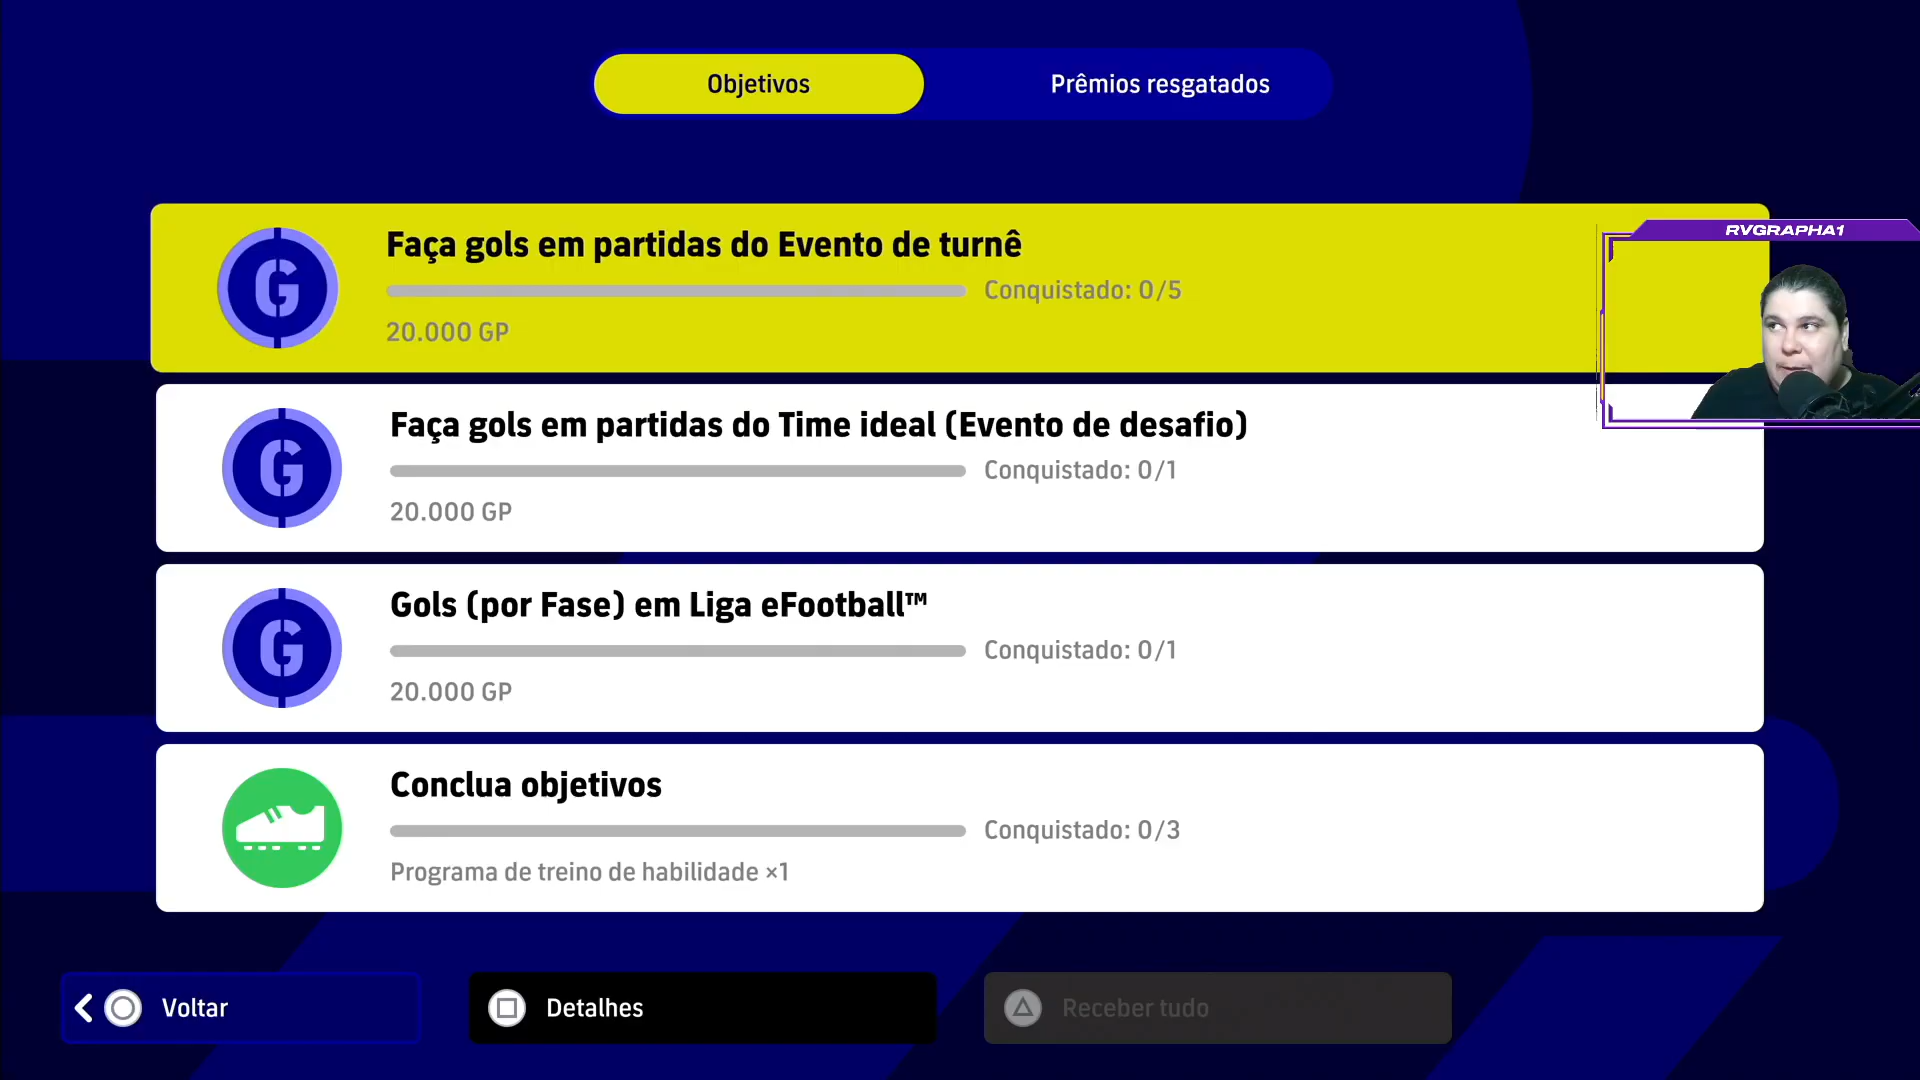 Objetivos
Prêmios resgatados
Faça gols em partidas do Evento de turnê
Conquistado: 0/5
20.000 GP
RVGRAPHA1
Faça gols em partidas do Time ideal (Evento de desafio)
Conquistado: 0/1
20.000 GP
Gols (por Fase) em Liga eFootball™
Conquistado: 0/1
20.000 GP
Conclua objetivos
Conquistado: 0/3
Programa de treino de habilidade ×1
Voltar
Detalhes
Receber tudo